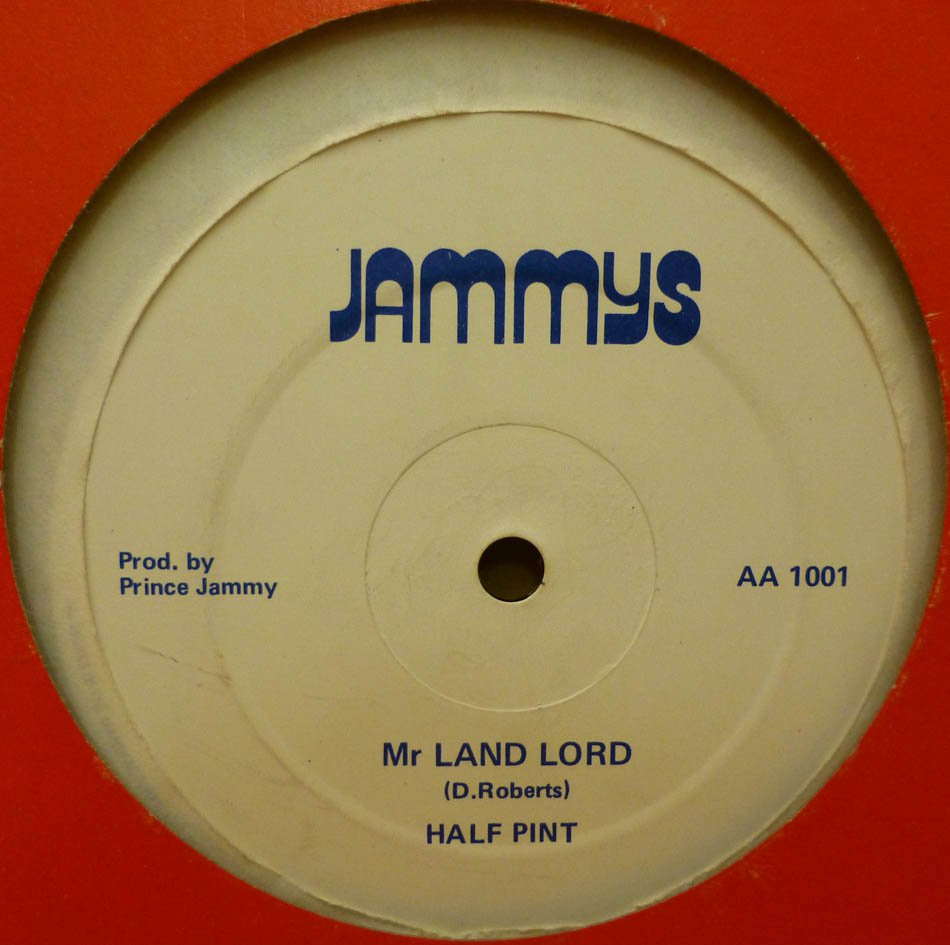 JAMMYS
Prod. by
Prince Jammy
AA 1001
Mr LAND LORD
(D.Roberts)
HALF PINT